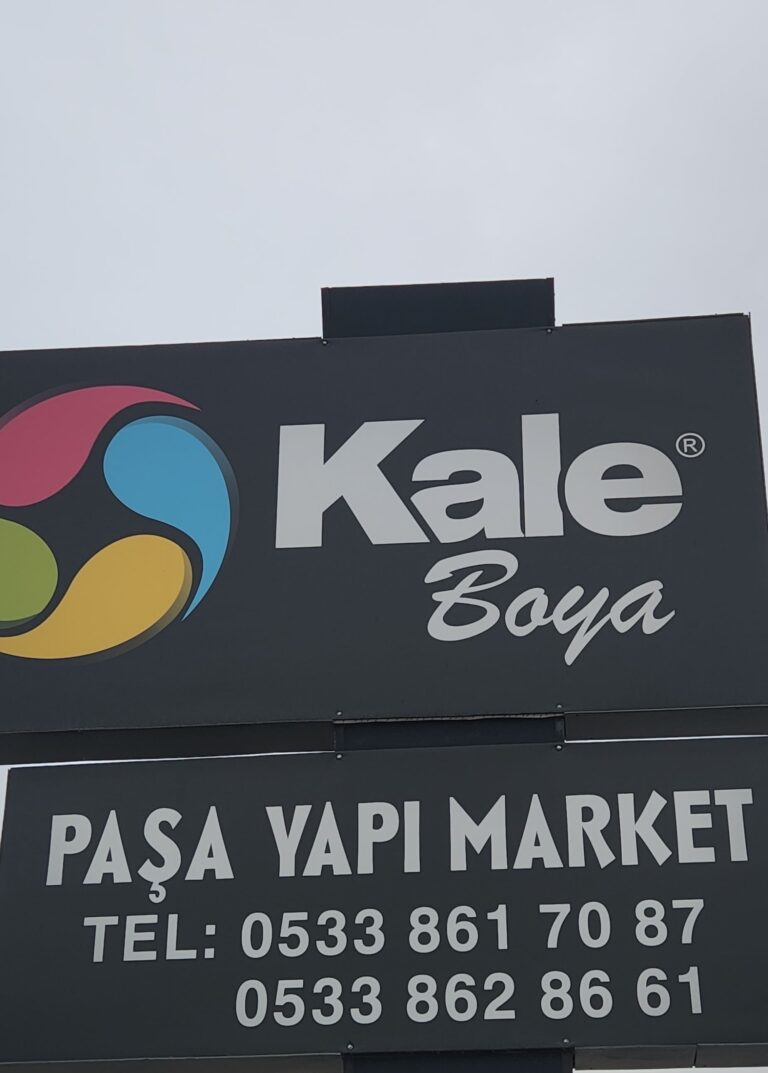 Kale®
Boya
PAŞA YAPI MARKET
TEL: 0533 861 70 87
0533 862 86 61